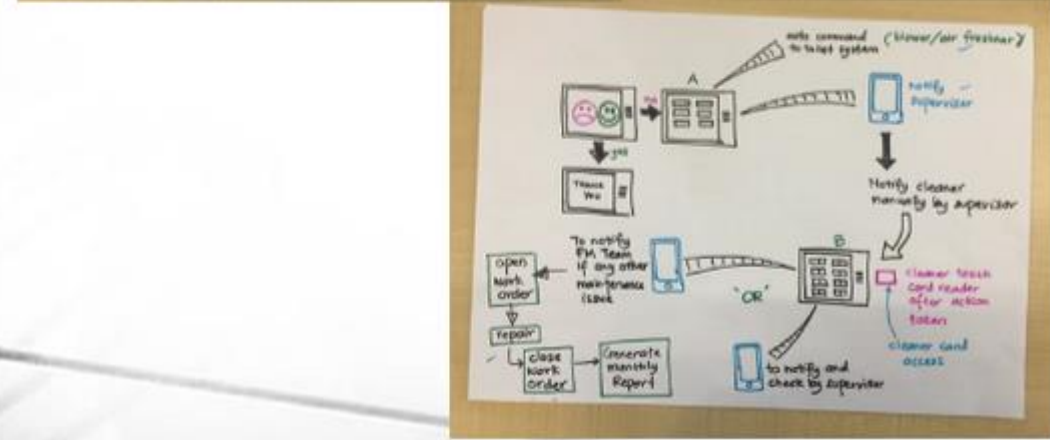 auto command
to toilet system
(blower/air freshner)
A
no
notify
supervisor
yes
THANK
YOU
Notify cleaner
manually by supervisor
B
To notify
FM Team
if any other
maintenance
issue
open
work
order
"OR"
cleaner touch
card reader
after action
taken
cleaner card
access
repair
close
work
order
Generate
monthly
Report
to notify and
check by supervisor